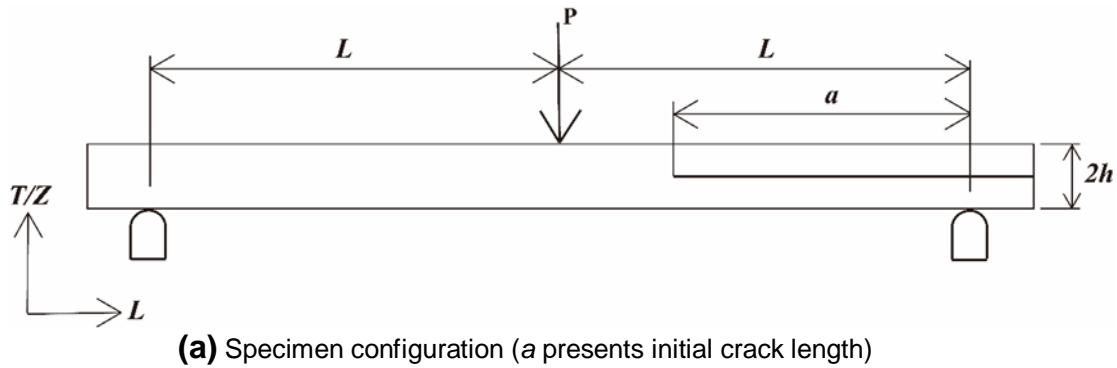 P
L
L
a
2h
T/Z
L
(a) Specimen configuration (a presents initial crack length)